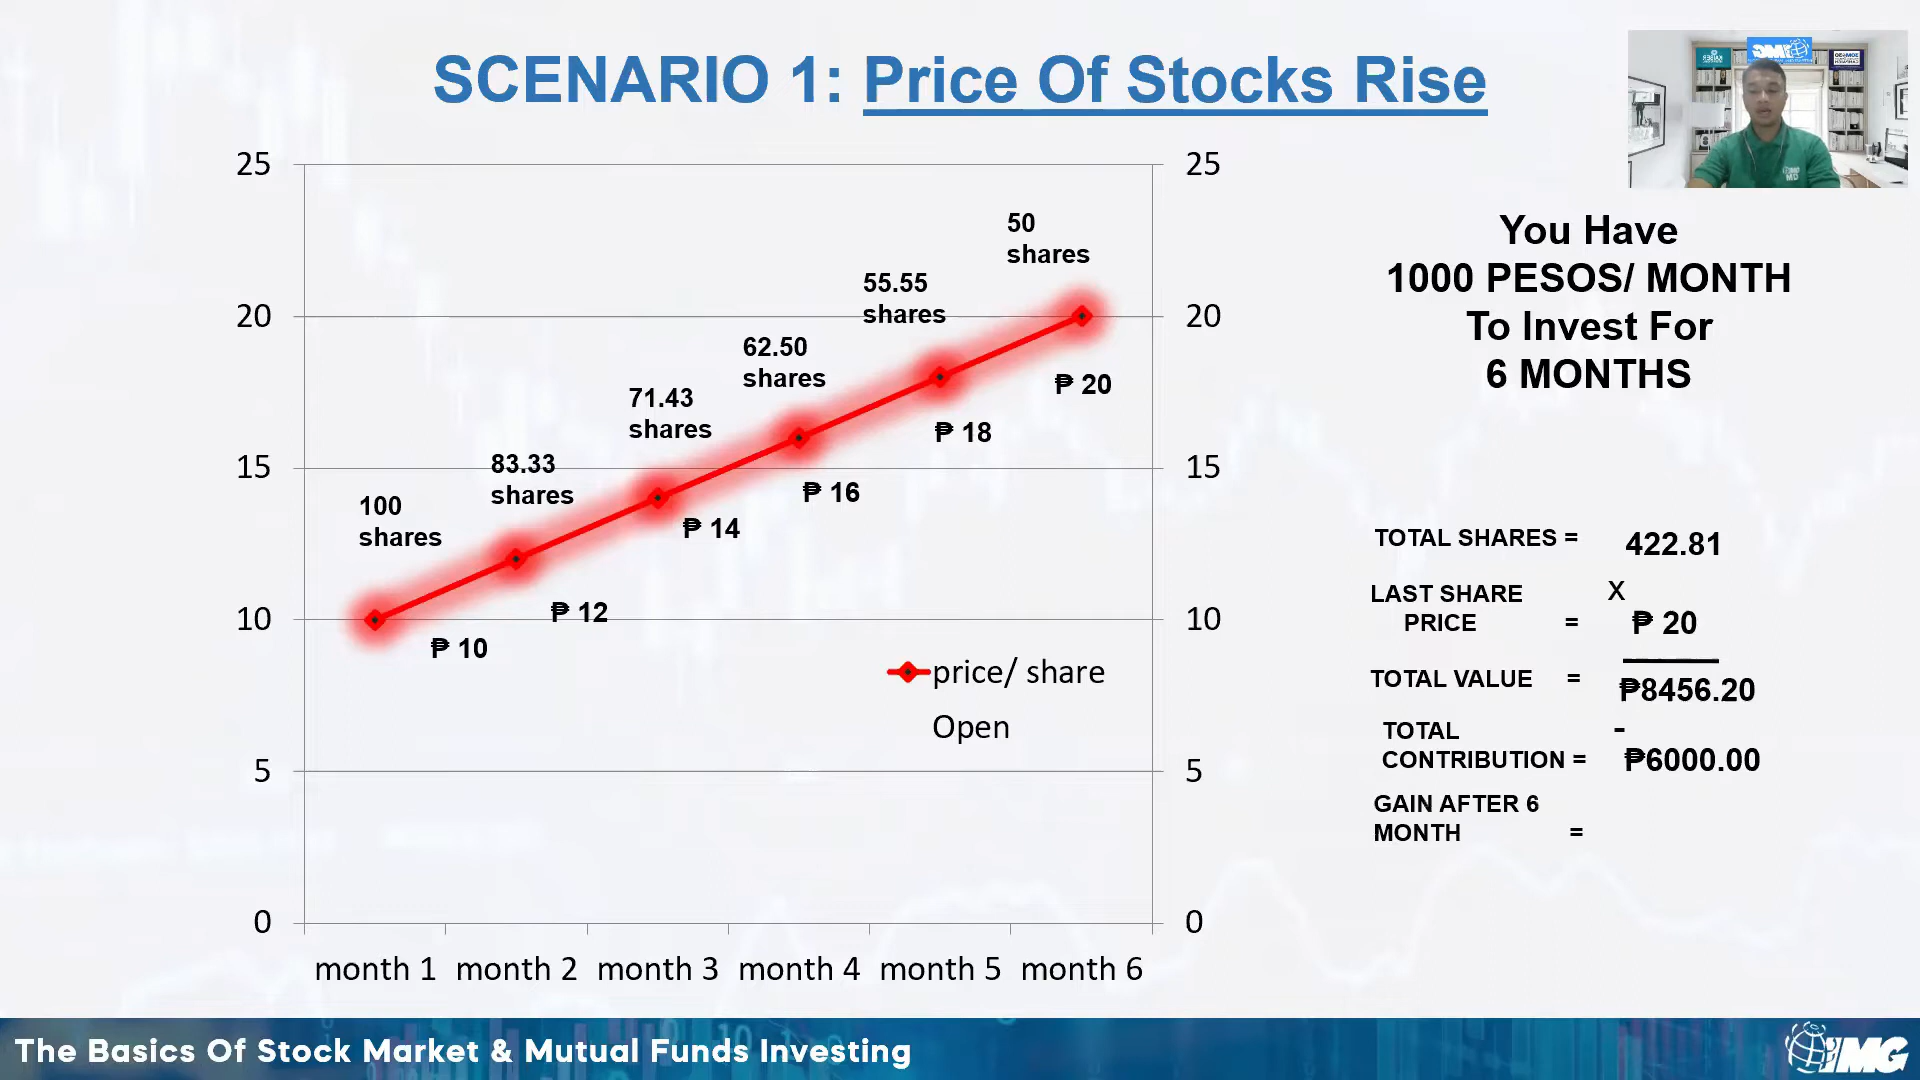 SCENARIO 1: Price Of Stocks Rise
You Have
1000 PESOS/ MONTH
To Invest For
6 MONTHS
25
20
15
10
5
0
25
20
15
10
5
0
100
shares
83.33
shares
71.43
shares
62.50
shares
55.55
shares
50
shares
₱ 10
₱ 12
₱ 14
₱ 16
₱ 18
₱ 20
price/ share
Open
month 1 month 2 month 3 month 4 month 5 month 6
TOTAL SHARES = 422.81
X
LAST SHARE
PRICE = ₱ 20
TOTAL VALUE = ₱8456.20
-
TOTAL
CONTRIBUTION = ₱6000.00
GAIN AFTER 6
MONTH =
The Basics Of Stock Market & Mutual Funds Investing
IMG